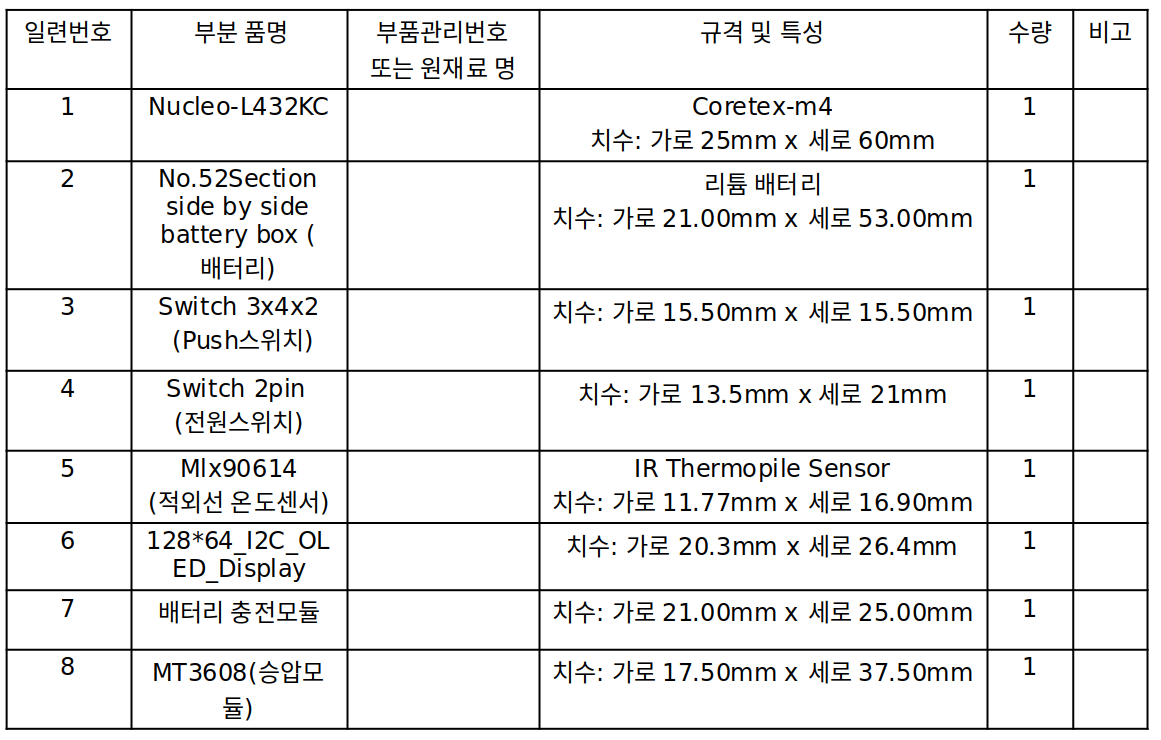 일련번호
부분 품명
부품관리번호
또는 원재료 명
규격 및 특성
수량
비고
1
Nucleo-L432KC
Coretex-m4
치수: 가로 25mm x 세로 60mm
1
2
No.52Section
side by side
battery box (
배터리)
리튬 배터리
치수: 가로 21.00mm x 세로 53.00mm
1
3
Switch 3x4x2
(Push스위치)
치수: 가로 15.50mm x 세로 15.50mm
1
4
Switch 2pin
(전원스위치)
치수: 가로 13.5mm x 세로 21mm
1
5
Mlx90614
(적외선 온도센서)
IR Thermopile Sensor
치수: 가로 11.77mm x 세로 16.90mm
1
6
128*64_I2C_OL
ED_Display
치수: 가로 20.3mm x 세로 26.4mm
1
7
배터리 충전모듈
치수: 가로 21.00mm x 세로 25.00mm
1
8
MT3608(승압모
듈)
치수: 가로 17.50mm x 세로 37.50mm
1